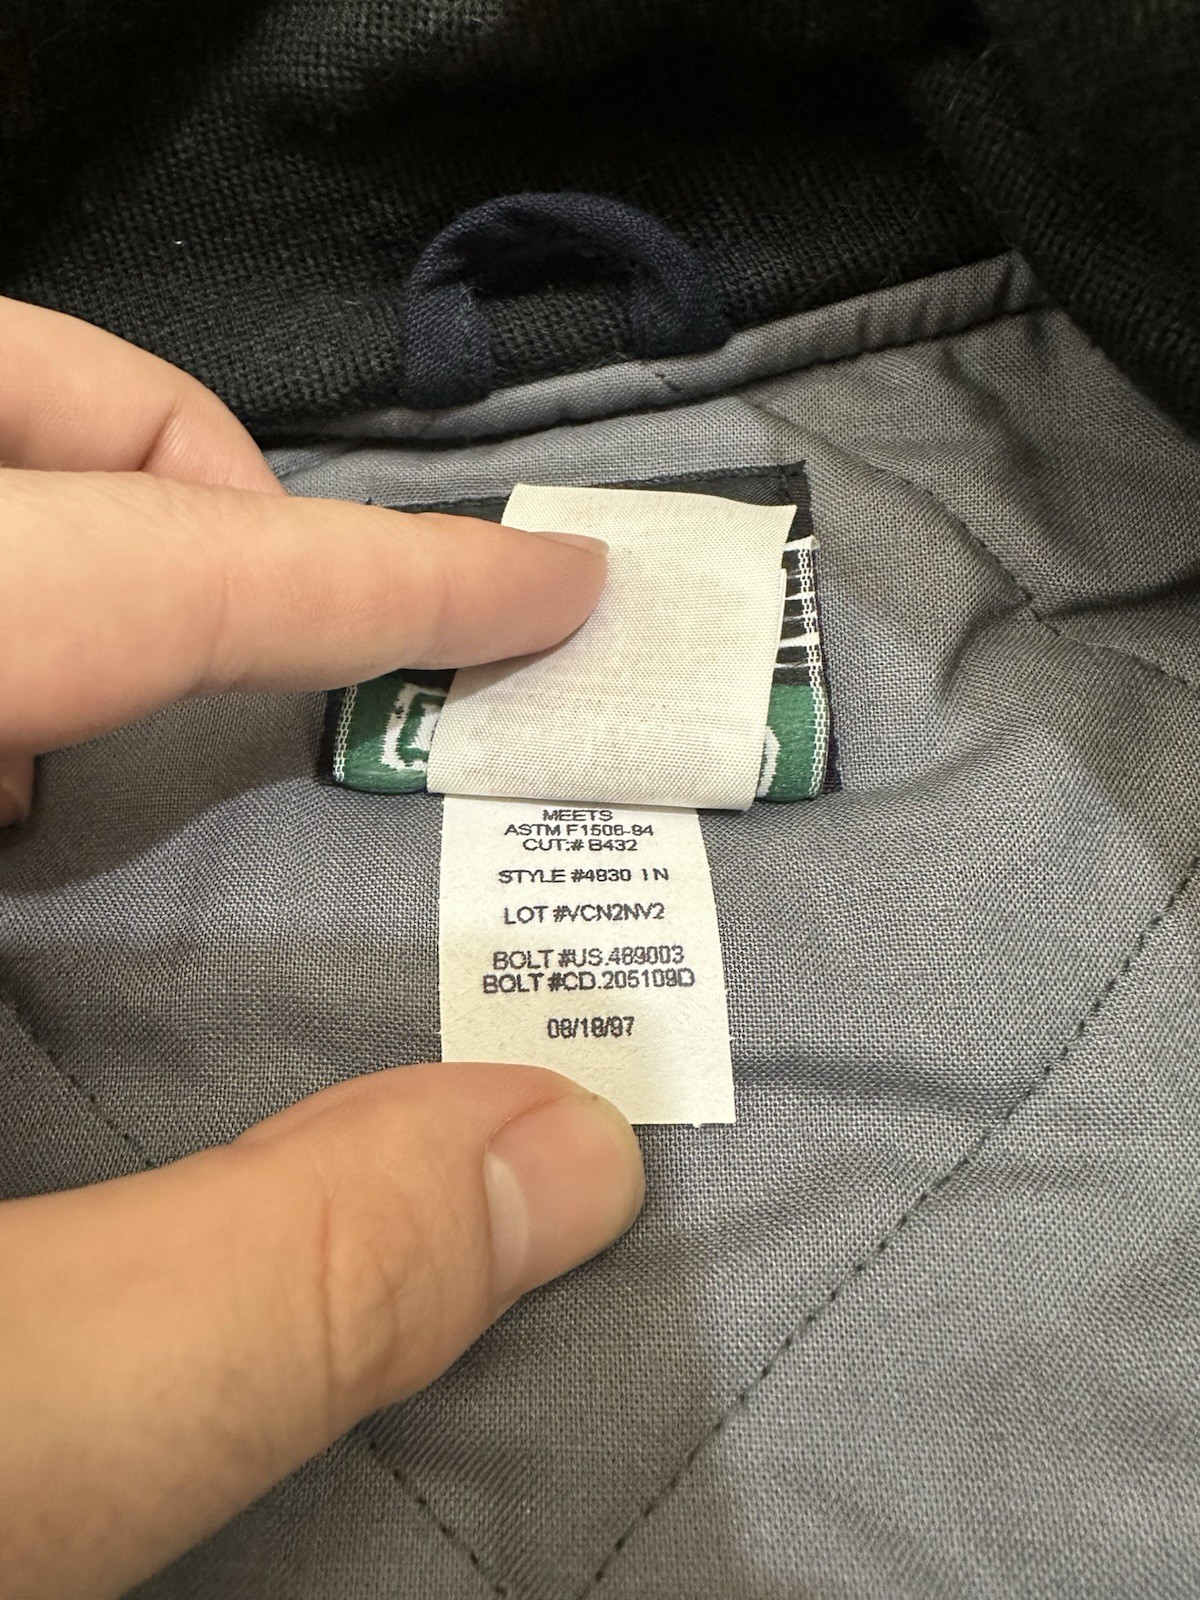 MEETS
ASTM F1506-94
CUT:# B432
STYLE #4930 1N
LOT #VCN2NV2
BOLT #US.489003
BOLT #CD.205109D
08/18/97